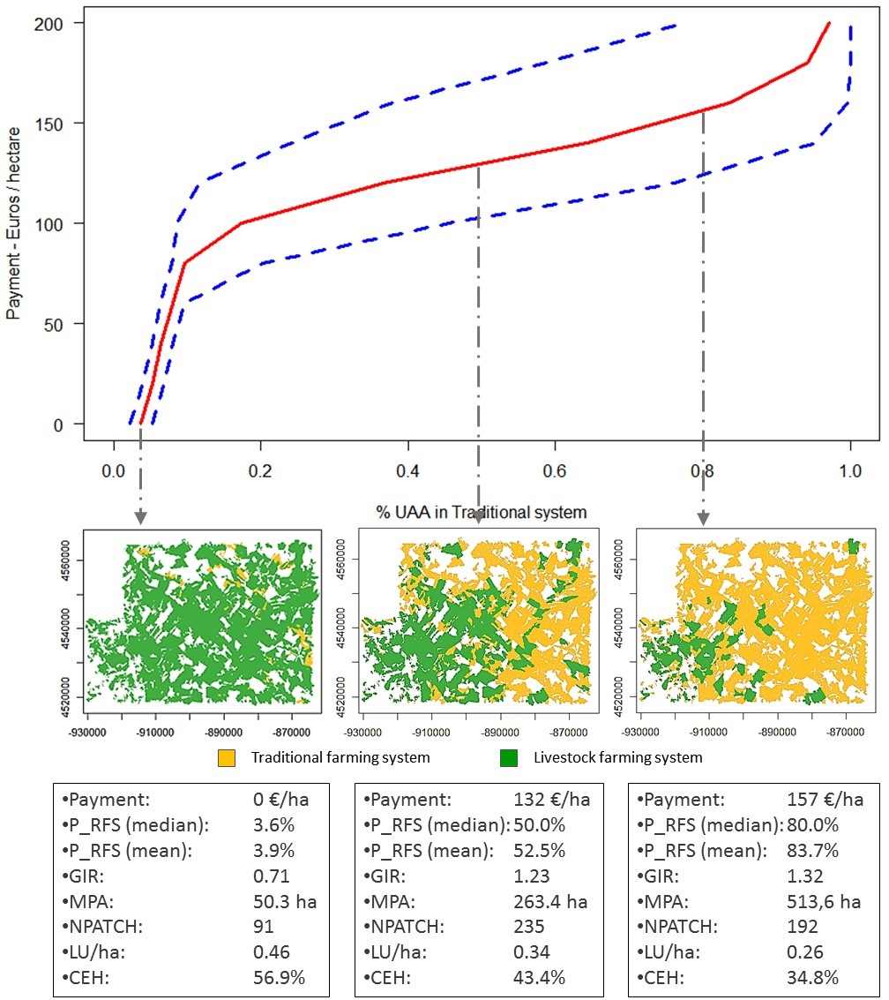 200
150
100
50
0
Payment - Euros / hectare
0.0 0.2 0.4 0.6 0.8 1.0
% UAA in Traditional system
4560000
4540000
4520000
-930000 -910000 -890000 -870000
4560000
4540000
4520000
-930000 -910000 -890000 -870000
4560000
4540000
4520000
-930000 -910000 -890000 -870000
Traditional farming system
Livestock farming system
•Payment: 0 €/ha
•P_RFS (median): 3.6%
•P_RFS (mean): 3.9%
•GIR: 0.71
•MPA: 50.3 ha
•NPATCH: 91
•LU/ha: 0.46
•CEH: 56.9%
•Payment: 132 €/ha
•P_RFS (median): 50.0%
•P_RFS (mean): 52.5%
•GIR: 1.23
•MPA: 263.4 ha
•NPATCH: 235
•LU/ha: 0.34
•CEH: 43.4%
•Payment: 157 €/ha
•P_RFS (median): 80.0%
•P_RFS (mean): 83.7%
•GIR: 1.32
•MPA: 513,6 ha
•NPATCH: 192
•LU/ha: 0.26
•CEH: 34.8%